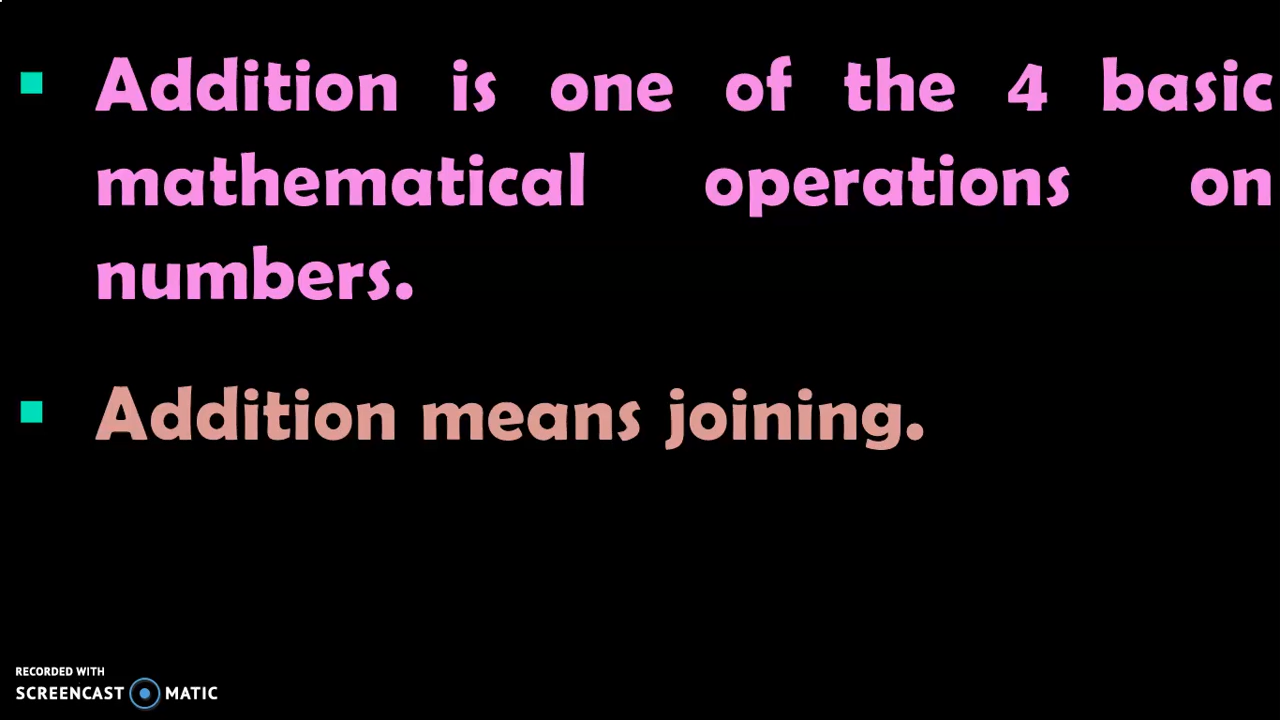 Addition is one of the 4 basic
mathematical operations on
numbers.
Addition means joining.
RECORDED WITH
SCREENCAST MATIC